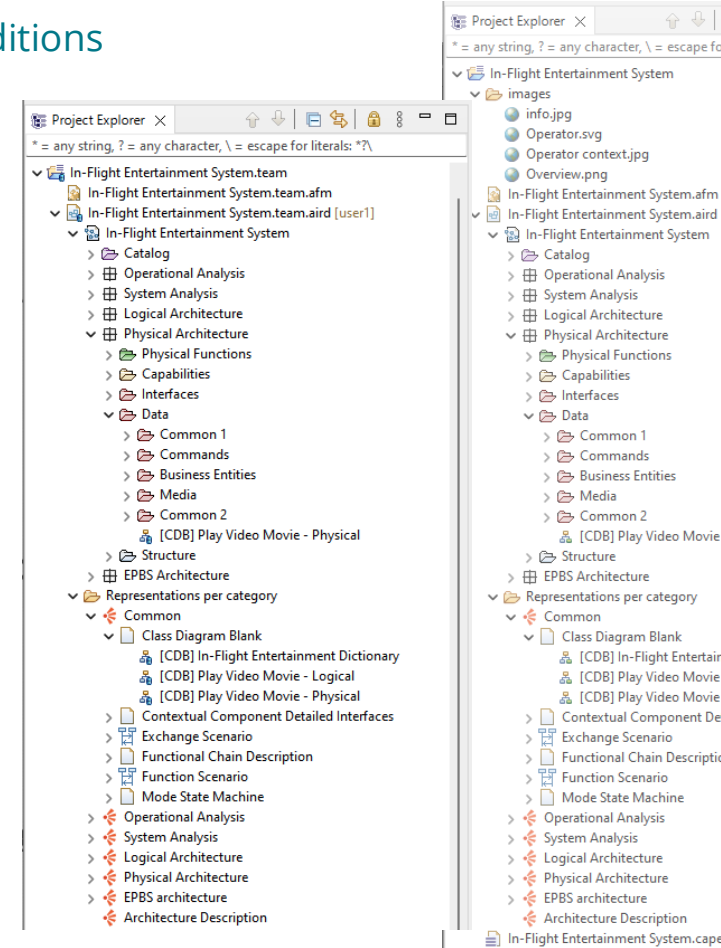 ditions
Project Explorer
* = any string, ? = any character, \ = escape for literals: *?\
In-Flight Entertainment System.team
In-Flight Entertainment System.team.afm
In-Flight Entertainment System.team.aird [user1]
In-Flight Entertainment System
Catalog
Operational Analysis
System Analysis
Logical Architecture
Physical Architecture
Physical Functions
Capabilities
Interfaces
Data
Common 1
Commands
Business Entities
Media
Common 2
[CDB] Play Video Movie - Physical
Structure
EPBS Architecture
Representations per category
Common
Class Diagram Blank
[CDB] In-Flight Entertainment Dictionary
[CDB] Play Video Movie - Logical
[CDB] Play Video Movie - Physical
Contextual Component Detailed Interfaces
Exchange Scenario
Functional Chain Description
Function Scenario
Mode State Machine
Operational Analysis
System Analysis
Logical Architecture
Physical Architecture
EPBS architecture
Architecture Description
Project Explorer
* = any string, ? = any character, \ = escape fo
In-Flight Entertainment System
images
info.jpg
Operator.svg
Operator context.jpg
Overview.png
In-Flight Entertainment System.afm
In-Flight Entertainment System.aird
In-Flight Entertainment System
Catalog
Operational Analysis
System Analysis
Logical Architecture
Physical Architecture
Physical Functions
Capabilities
Interfaces
Data
Common 1
Commands
Business Entities
Media
Common 2
[CDB] Play Video Movie
Structure
EPBS Architecture
Representations per category
Common
Class Diagram Blank
[CDB] In-Flight Entertain
[CDB] Play Video Movie
[CDB] Play Video Movie
Contextual Component De
Exchange Scenario
Functional Chain Descriptio
Function Scenario
Mode State Machine
Operational Analysis
System Analysis
Logical Architecture
Physical Architecture
EPBS architecture
Architecture Description
In-Flight Entertainment System.cape